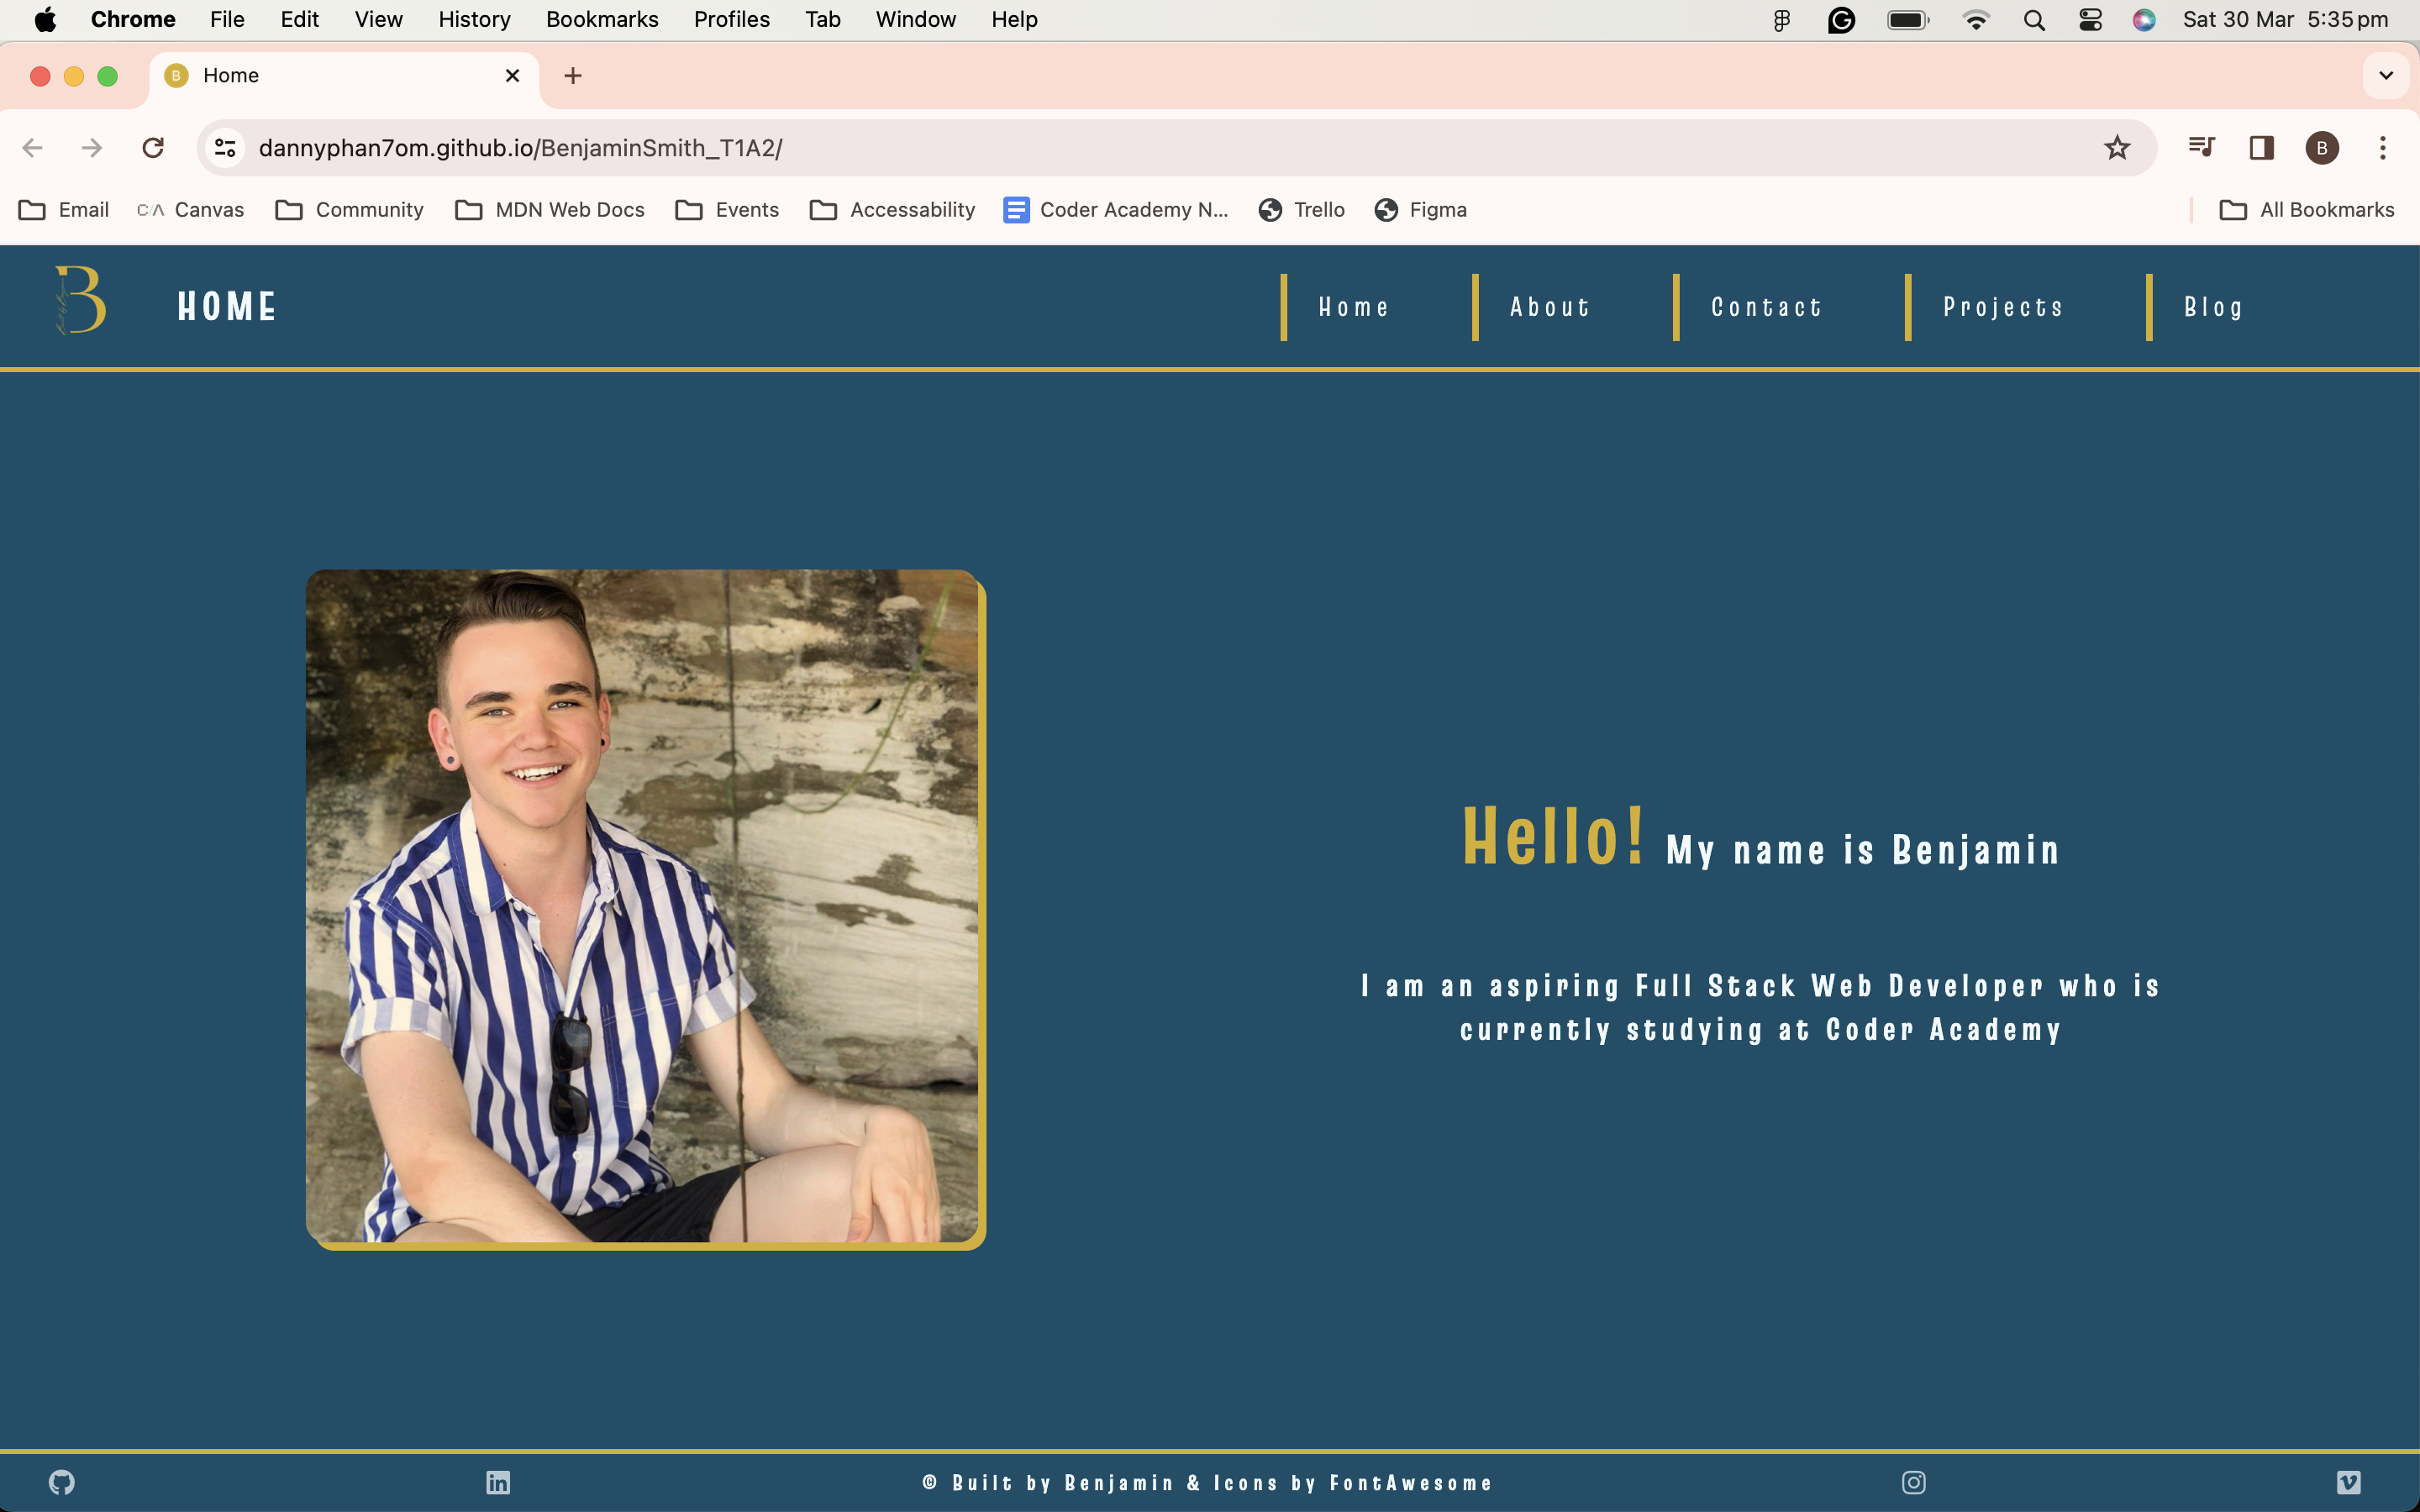 Chrome File Edit View History Bookmarks Profiles Tab Window Help Sat 30 Mar 5:35 pm
B Home
dannyphan7om.github.io/BenjaminSmith_T1A2/ B
Email C/A Canvas Community MDN Web Docs Events Accessability Coder Academy N... Trello Figma All Bookmarks
B HOME Home About Contact Projects Blog
Hello! My name is Benjamin
I am an aspiring Full Stack Web Developer who is
currently studying at Coder Academy
in © Built by Benjamin & Icons by FontAwesome